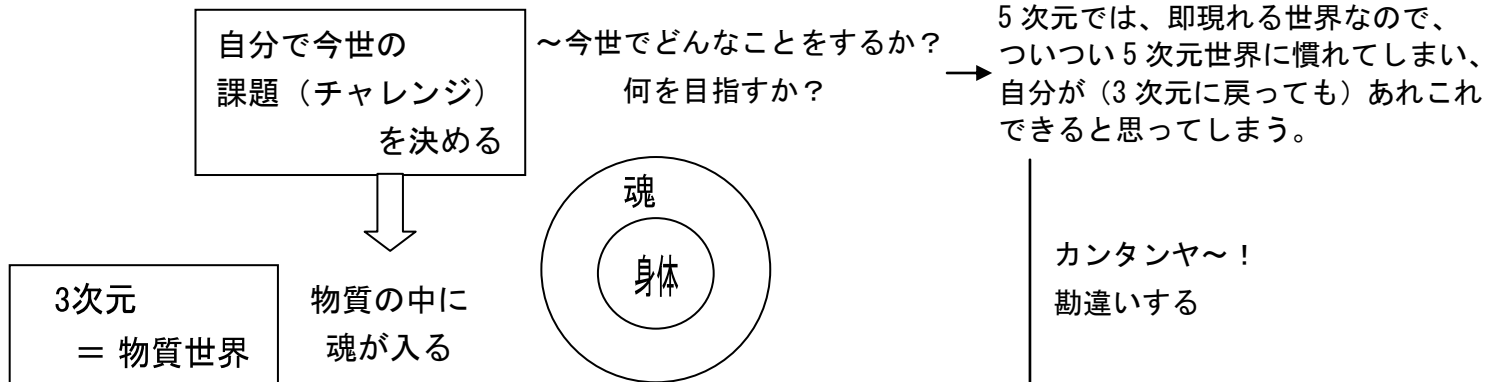 自分で今世の
課題（チャレンジ）
を決める
～今世でどんなことをするか？
何を目指すか？
5次元では、即現れる世界なので、
ついつい5次元世界に慣れてしまい、
自分が（3次元に戻っても）あれこれ
できると思ってしまう。
魂
身体
カンタンヤ～！
勘違いする
3次元
＝ 物質世界
物質の中に
魂が入る